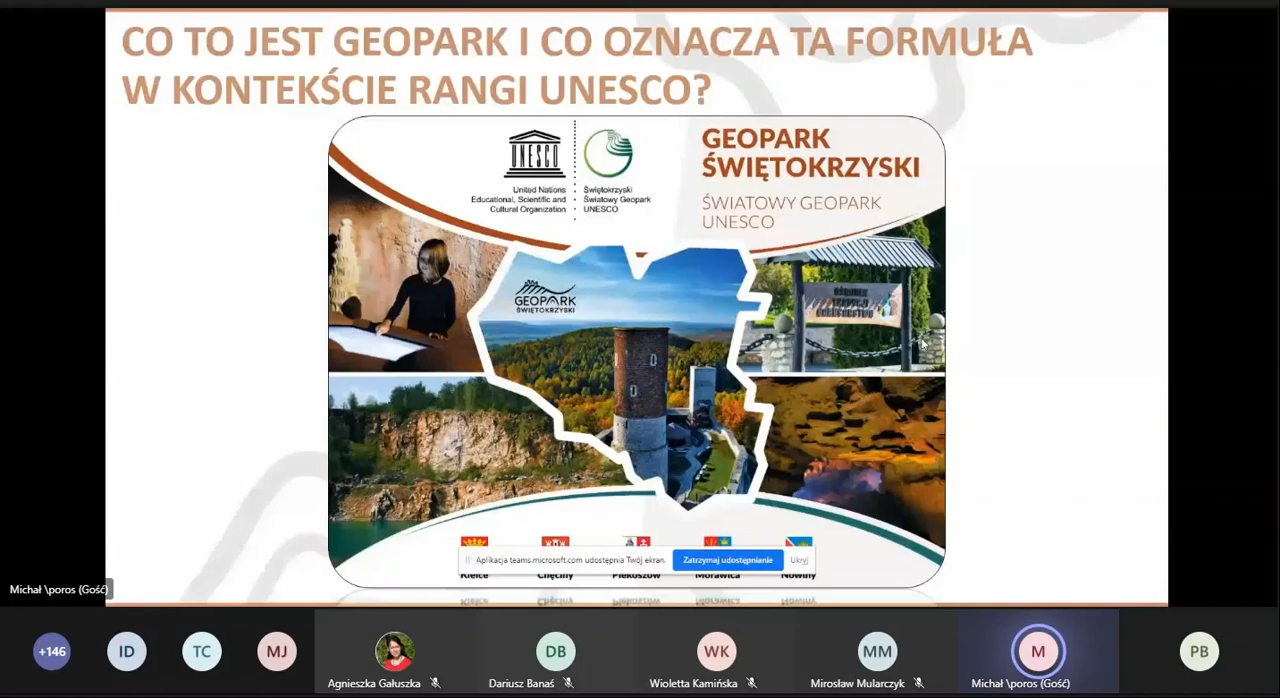 CO TO JEST GEOPARK I CO OZNACZA TA FORMUŁA
W KONTEKŚCIE RANGI UNESCO?
UNESCO
United Nations
Educational, Scientific and
Cultural Organization
Świętokrzyski
Światowy Geopark
UNESCO
GEOPARK
ŚWIĘTOKRZYSKI
ŚWIATOWY GEOPARK
UNESCO
GEOPARK
ŚWIĘTOKRZYSKI
OŚRODEK
TRADYCJI
GARNCARSTWA
Aplikacja teams.microsoft.com udostępnia Twój ekran.
Zatrzymaj udostępnianie
Ukryj
Kielce
Chęciny
Piekoszów
Morawica
Nowiny
Michał \poros (Gość)
+146
ID
TC
MJ
Agnieszka Gałuszka
DB
Dariusz Banaś
WK
Wioletta Kamińska
MM
Mirosław Mularczyk
M
Michał \poros (Gość)
PB